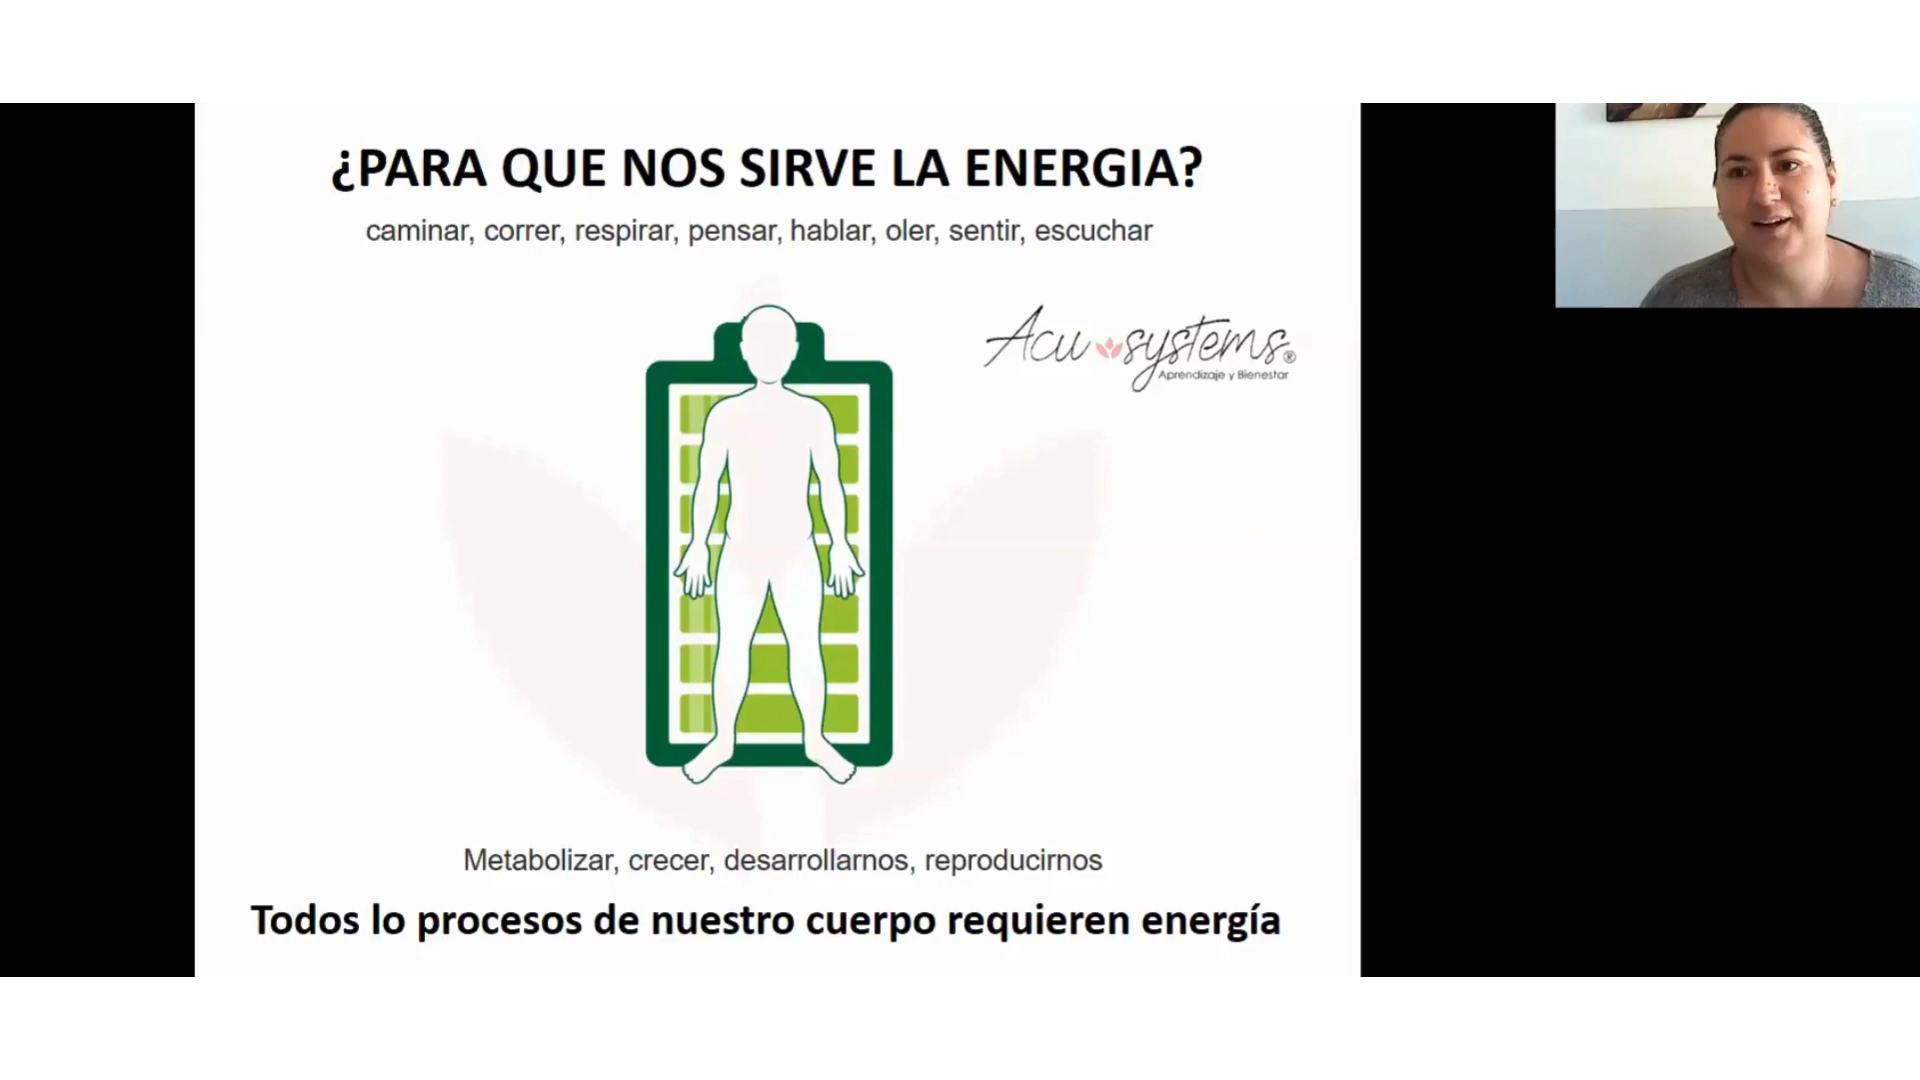 ¿PARA QUE NOS SIRVE LA ENERGIA?
caminar, correr, respirar, pensar, hablar, oler, sentir, escuchar
Acu systems®
Aprendizaje y Bienestar
Metabolizar, crecer, desarrollarnos, reproducirnos
Todos lo procesos de nuestro cuerpo requieren energía